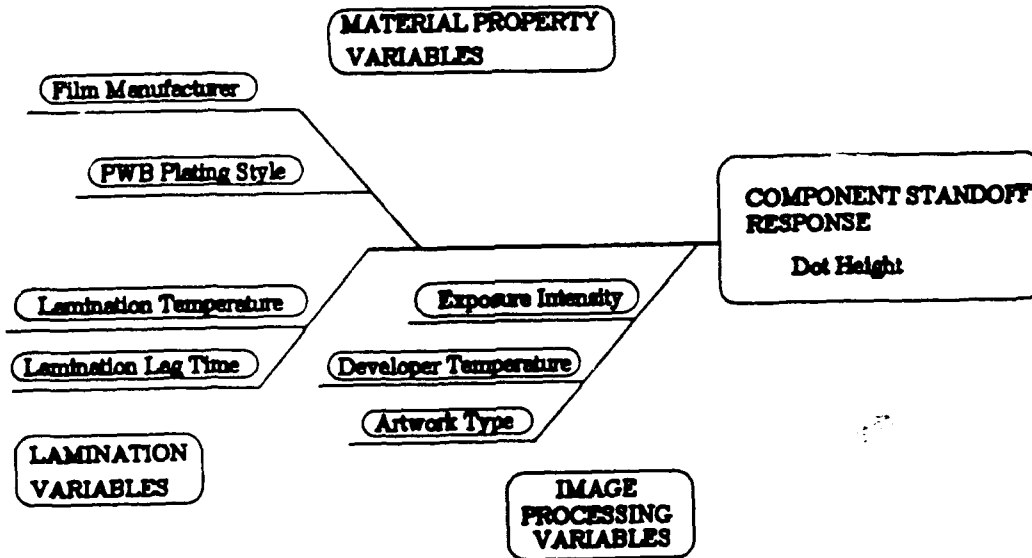 MATERIAL PROPERTY
VARIABLES
Film Manufacturer
PWB Plating Style
COMPONENT STANDOFF
RESPONSE
Dot Height
Lamination Temperature
Lamination Lag Time
Exposure Intensity
Developer Temperature
Artwork Type
LAMINATION
VARIABLES
IMAGE
PROCESSING
VARIABLES